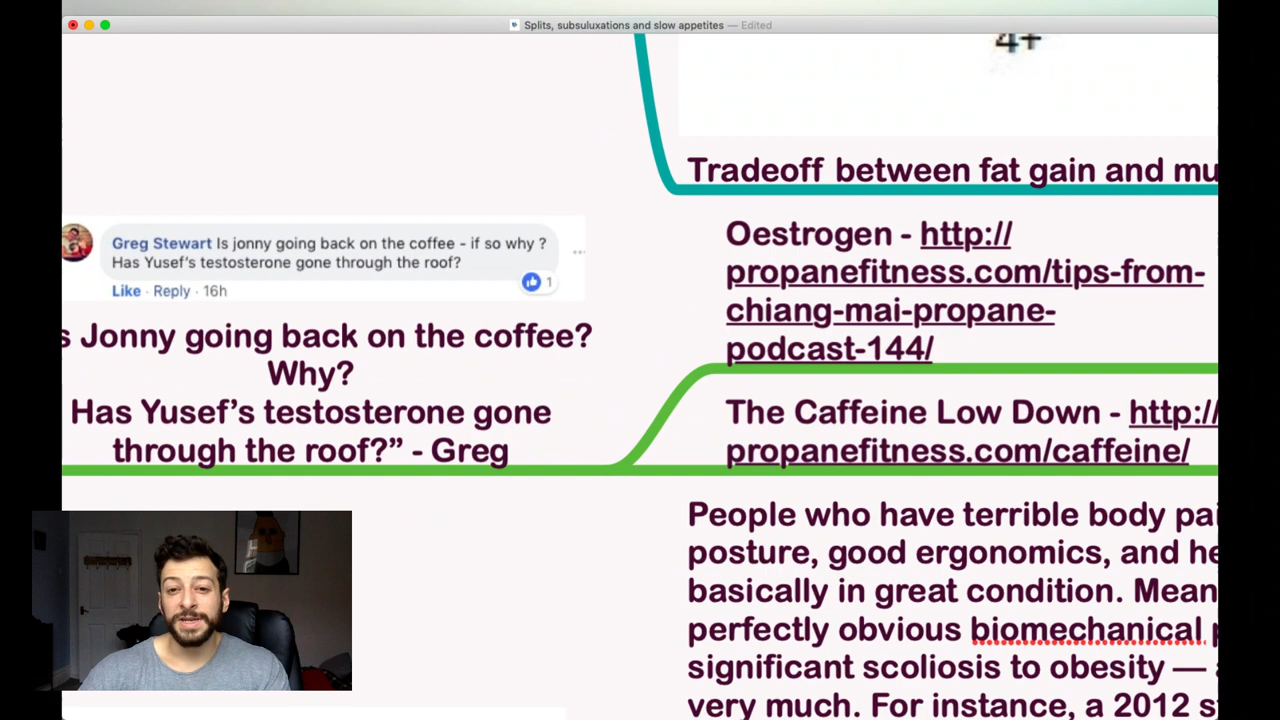 Splits, subsuluxations and slow appetites — Edited
4+
Tradeoff between fat gain and mu
Greg Stewart Is jonny going back on the coffee - if so why ?
Has Yusef's testosterone gone through the roof?
1
Like · Reply · 16h
s Jonny going back on the coffee?
Why?
Has Yusef’s testosterone gone
through the roof?” - Greg
Oestrogen - http://
propanefitness.com/tips-from-
chiang-mai-propane-
podcast-144/
The Caffeine Low Down - http://
propanefitness.com/caffeine/
People who have terrible body pai
posture, good ergonomics, and he
basically in great condition. Mean
perfectly obvious biomechanical p
significant scoliosis to obesity — a
very much. For instance, a 2012 st